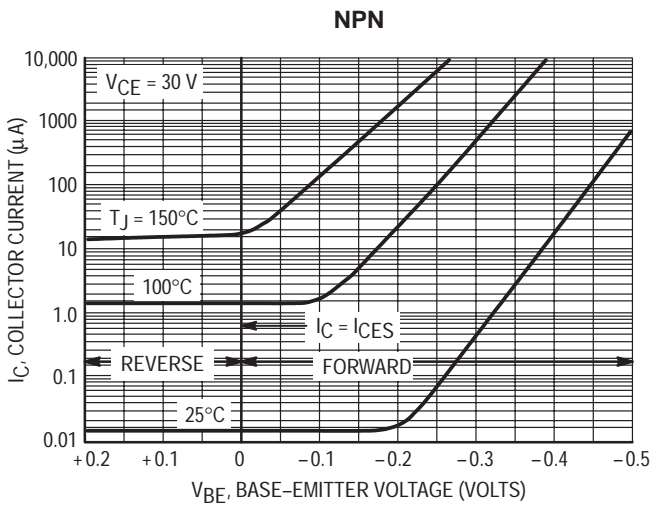 NPN
10,000
1000
100
10
1.0
0.1
0.01
I_C, COLLECTOR CURRENT (µA)
V_CE = 30 V
T_J = 150°C
100°C
I_C = I_CES
REVERSE
FORWARD
25°C
+0.2
+0.1
0
−0.1
−0.2
−0.3
−0.4
−0.5
V_BE, BASE–EMITTER VOLTAGE (VOLTS)